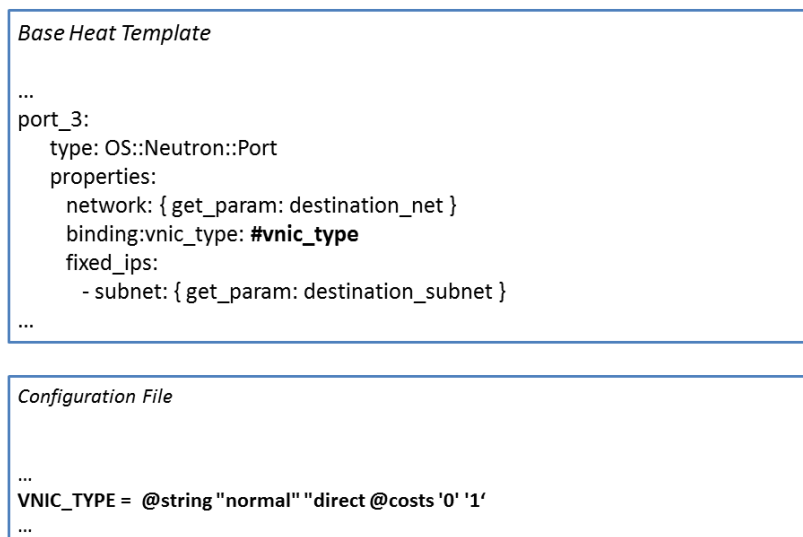 Base Heat Template
...
port_3:
type: OS::Neutron::Port
properties:
network: { get_param: destination_net }
binding:vnic_type: #vnic_type
fixed_ips:
- subnet: { get_param: destination_subnet }
...
Configuration File
...
VNIC_TYPE = @string "normal" "direct @costs '0' '1‘
...